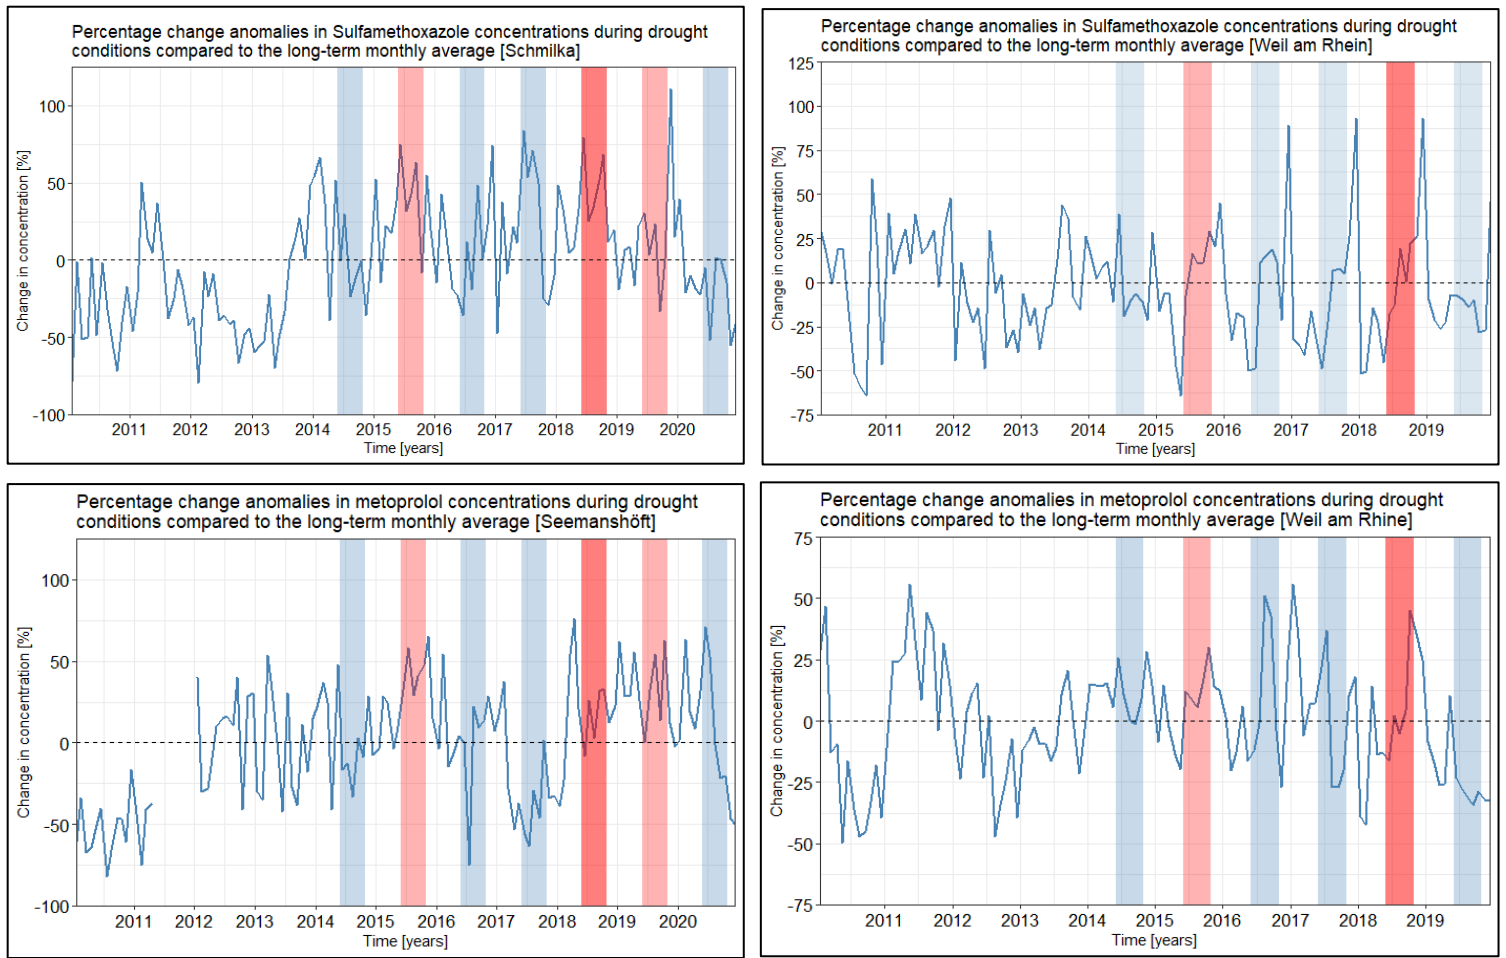 Percentage change anomalies in Sulfamethoxazole concentrations during drought
conditions compared to the long-term monthly average [Schmilka]
Change in concentration [%]
100
50
0
-50
-100
2011 2012 2013 2014 2015 2016 2017 2018 2019 2020
Time [years]
Percentage change anomalies in Sulfamethoxazole concentrations during drought
conditions compared to the long-term monthly average [Weil am Rhein]
Change in concentration [%]
125
100
75
50
25
0
-25
-50
-75
2011 2012 2013 2014 2015 2016 2017 2018 2019
Time [years]
Percentage change anomalies in metoprolol concentrations during drought
conditions compared to the long-term monthly average [Seemanshöft]
Change in concentration [%]
100
50
0
-50
-100
2011 2012 2013 2014 2015 2016 2017 2018 2019 2020
Time [years]
Percentage change anomalies in metoprolol concentrations during drought
conditions compared to the long-term monthly average [Weil am Rhine]
Change in concentration [%]
75
50
25
0
-25
-50
-75
2011 2012 2013 2014 2015 2016 2017 2018 2019
Time [years]